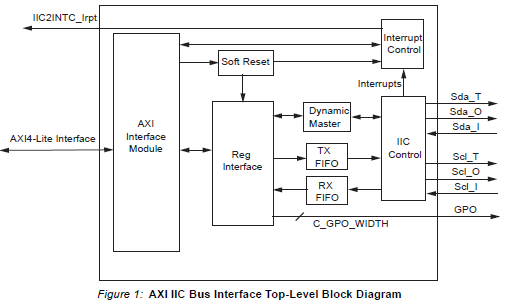 IIC2INTC_Irpt
Interrupt
Control
Soft Reset
AXI
Interface
Module
Interrupts
AXI4-Lite Interface
Reg
Interface
Dynamic
Master
TX
FIFO
RX
FIFO
IIC
Control
Sda_T
Sda_O
Sda_I
Scl_T
Scl_O
Scl_I
GPO
C_GPO_WIDTH
Figure 1: AXI IIC Bus Interface Top-Level Block Diagram